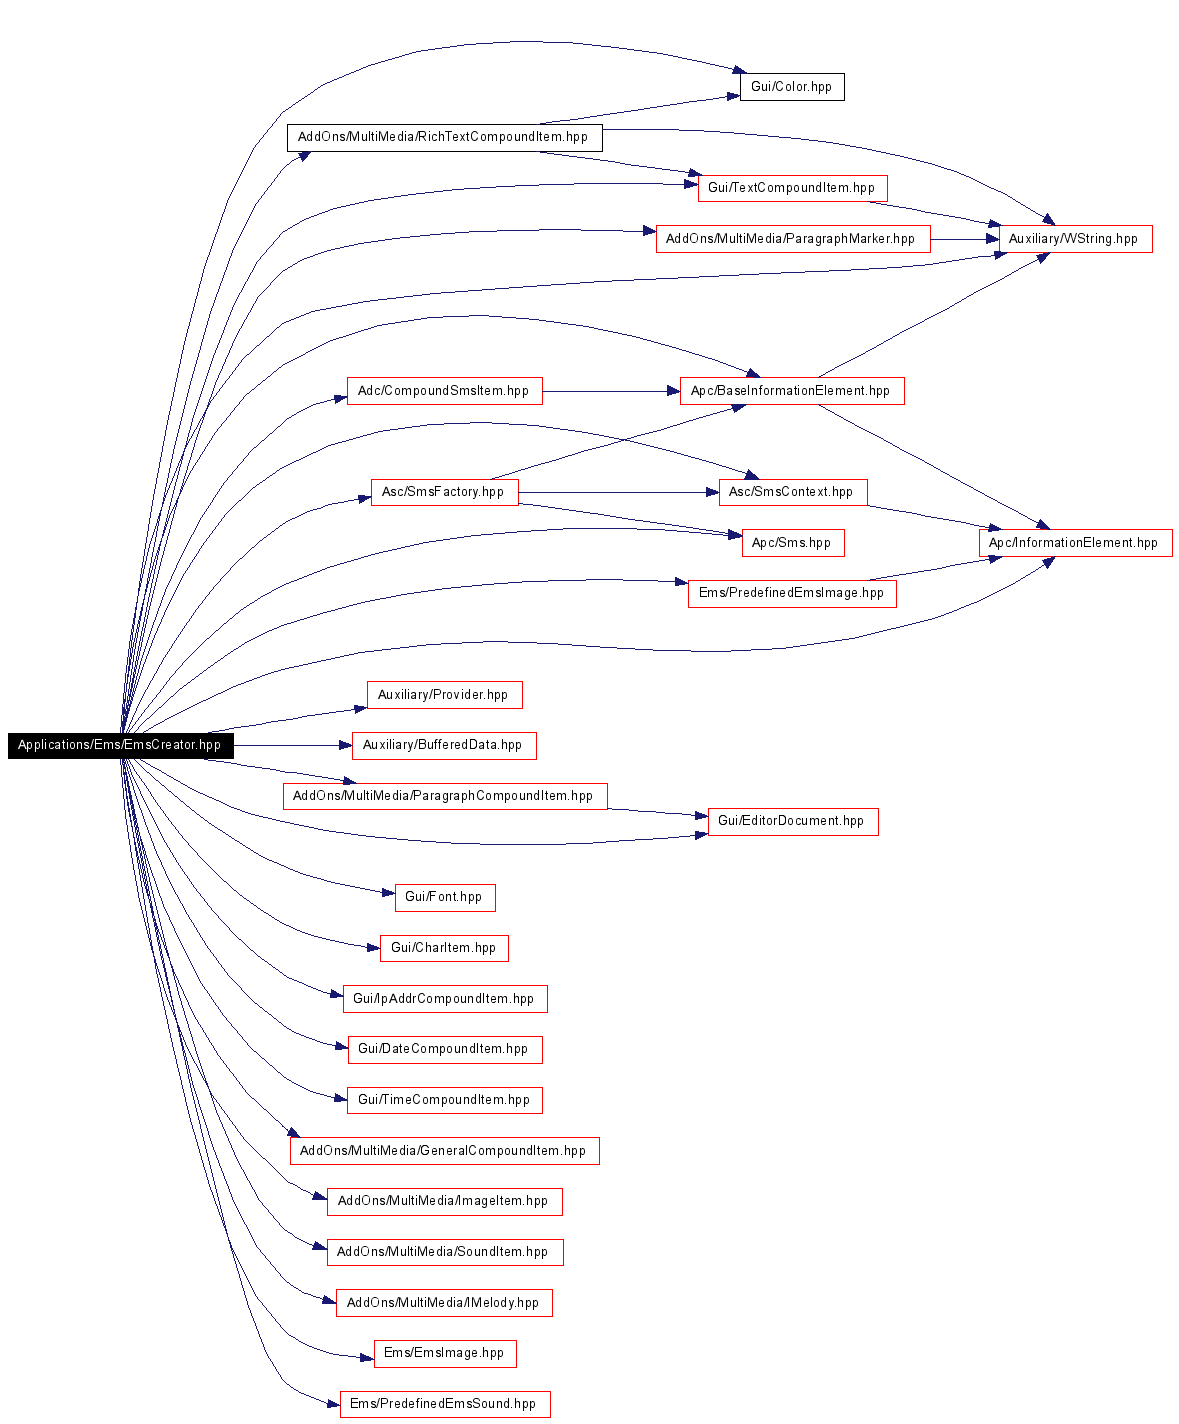 Gui/Color.hpp
AddOns/MultiMedia/RichTextCompoundItem.hpp
Gui/TextCompoundItem.hpp
AddOns/MultiMedia/ParagraphMarker.hpp
Auxiliary/WString.hpp
Adc/CompoundSmsItem.hpp
Apc/BaseInformationElement.hpp
Asc/SmsFactory.hpp
Asc/SmsContext.hpp
Apc/Sms.hpp
Apc/InformationElement.hpp
Ems/PredefinedEmsImage.hpp
Auxiliary/Provider.hpp
Applications/Ems/EmsCreator.hpp
Auxiliary/BufferedData.hpp
AddOns/MultiMedia/ParagraphCompoundItem.hpp
Gui/EditorDocument.hpp
Gui/Font.hpp
Gui/CharItem.hpp
Gui/IpAddrCompoundItem.hpp
Gui/DateCompoundItem.hpp
Gui/TimeCompoundItem.hpp
AddOns/MultiMedia/GeneralCompoundItem.hpp
AddOns/MultiMedia/ImageItem.hpp
AddOns/MultiMedia/SoundItem.hpp
AddOns/MultiMedia/IMelody.hpp
Ems/EmsImage.hpp
Ems/PredefinedEmsSound.hpp